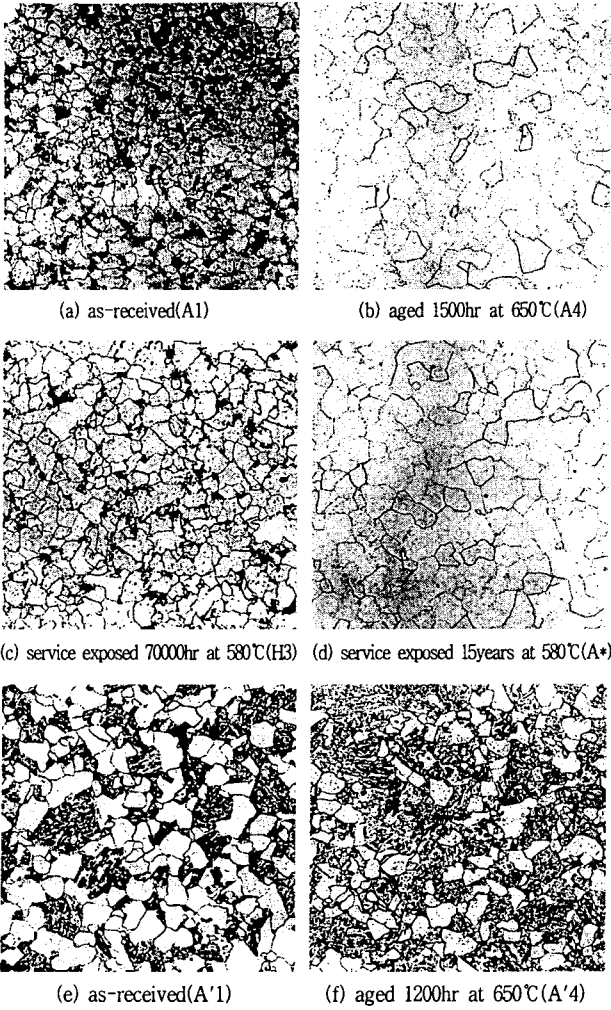 (a) as-received(A1)
(b) aged 1500hr at 650℃(A4)
(c) service exposed 70000hr at 580℃(H3)
(d) service exposed 15years at 580℃(A*)
(e) as-received(A′1)
(f) aged 1200hr at 650℃(A′4)